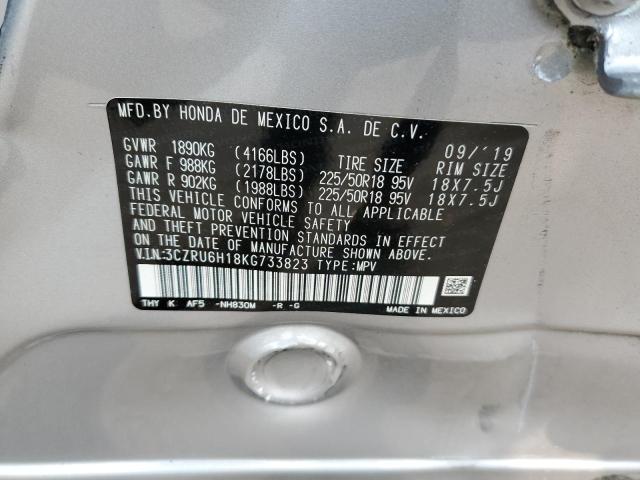 MFD.BY HONDA DE MEXICO S.A. DE C.V.
09/'19
GVWR 1890KG (4166LBS) TIRE SIZE RIM SIZE
GAWR F 988KG (2178LBS) 225/50R18 95V 18X7.5J
GAWR R 902KG (1988LBS) 225/50R18 95V 18X7.5J
THIS VEHICLE CONFORMS TO ALL APPLICABLE
FEDERAL MOTOR VEHICLE SAFETY
AND THEFT PREVENTION STANDARDS IN EFFECT
ON THE DATE OF MANUFACTURE SHOWN ABOVE.
V.I.N:3CZRU6H18KG733823 TYPE:MPV
THY K AF5 -NH830M -R -G
MADE IN MEXICO